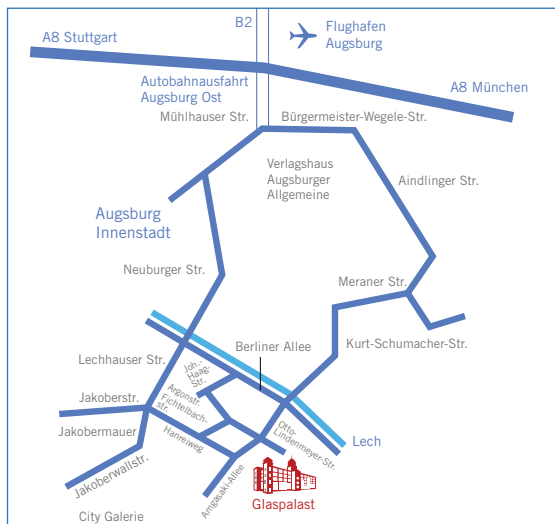 B2
Flughafen
Augsburg
A8 Stuttgart
A8 München
Autobahnausfahrt
Augsburg Ost
Mühlhauser Str.
Bürgermeister-Wegele-Str.
Verlagshaus
Augsburger
Allgemeine
Aindlinger Str.
Augsburg
Innenstadt
Neuburger Str.
Meraner Str.
Berliner Allee
Kurt-Schumacher-Str.
Lechhauser Str.
Joh.-
Haag-
Str.
Argonstr.
Fichtelbach-
str.
Jakoberstr.
Jakobermauer
Hanreiweg
Otto-
Lindenmeyer-Str.
Lech
Jakoberwallstr.
Amgasaki-Allee
Glaspalast
City Galerie